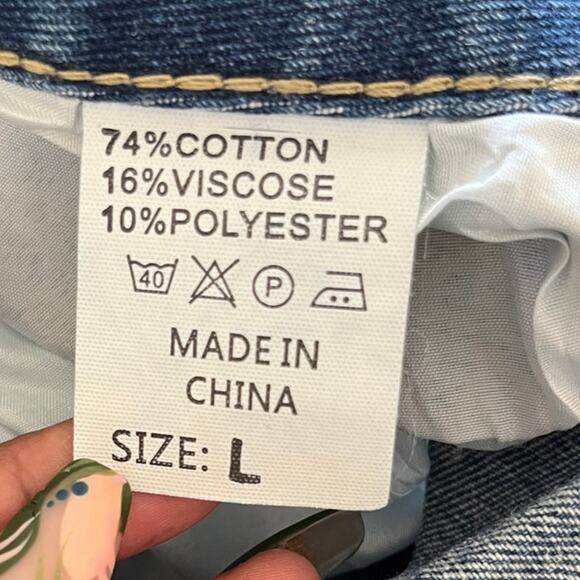 74%COTTON
16%VISCOSE
10%POLYESTER
40 P
MADE IN
CHINA
SIZE: L